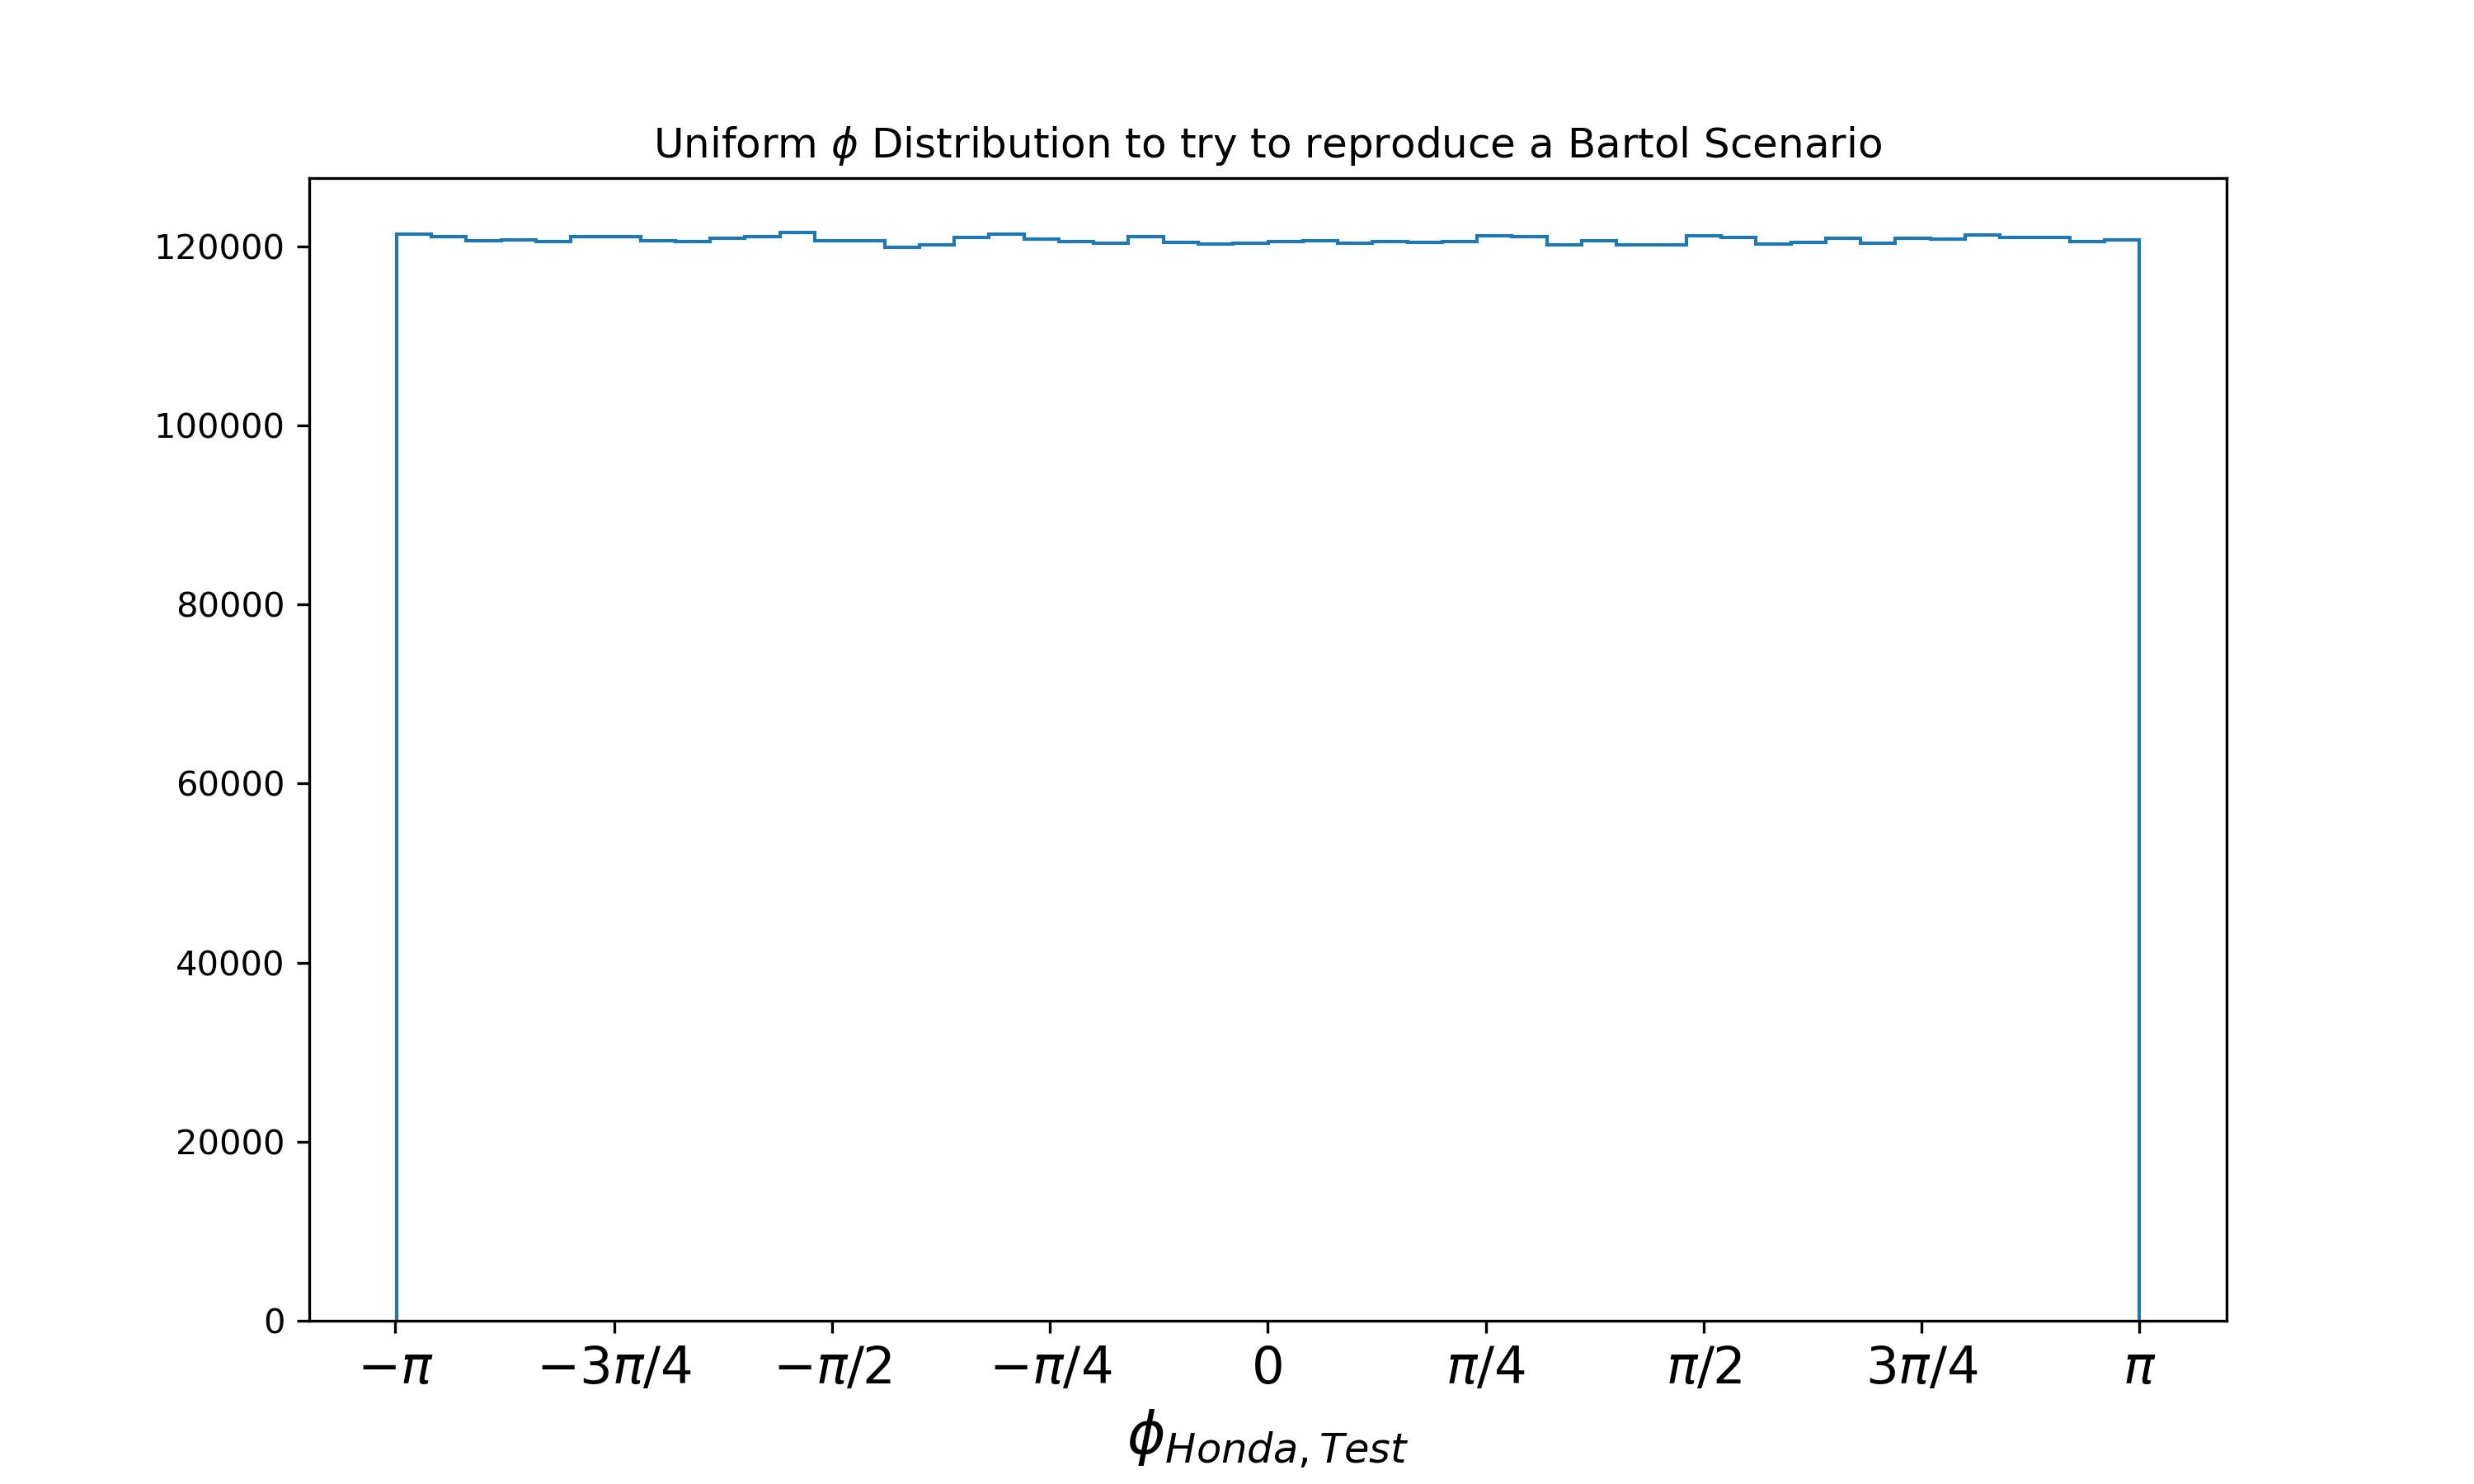 Uniform ϕ Distribution to try to reproduce a Bartol Scenario
120000
100000
80000
60000
40000
20000
0
−π −3π/4 −π/2 −π/4 0 π/4 π/2 3π/4 π
ϕHonda, Test